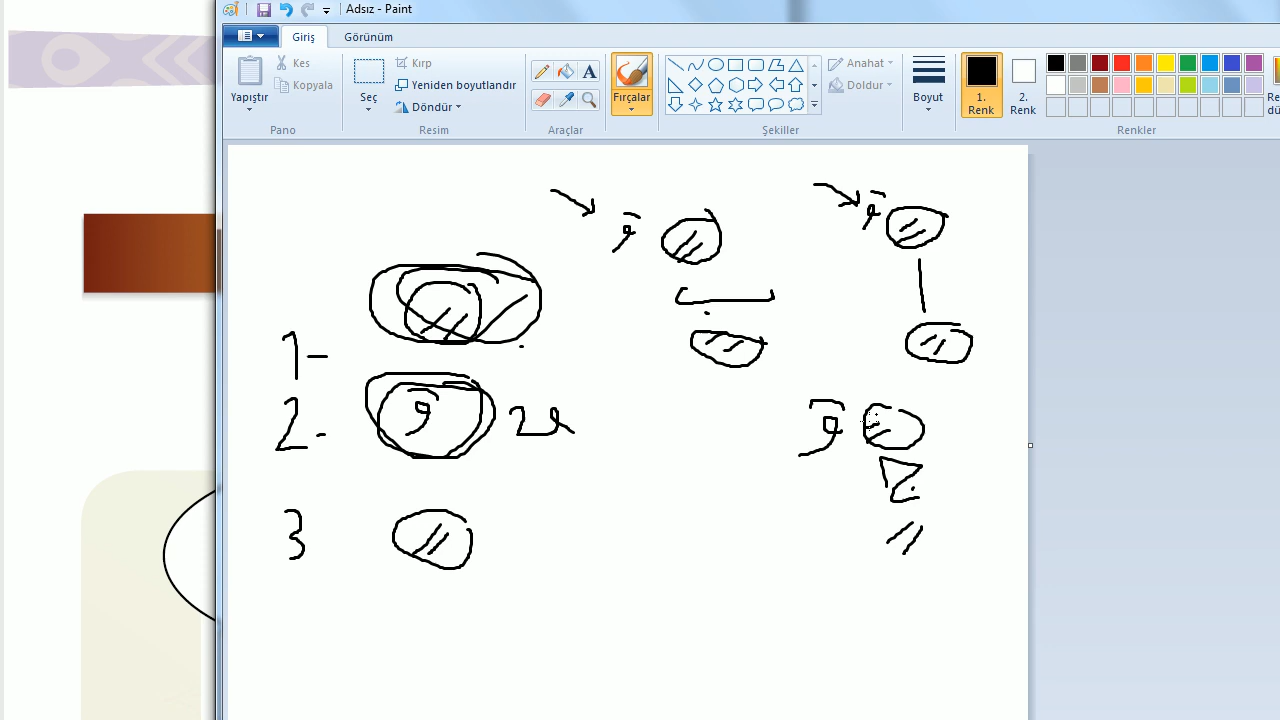 Adsız - Paint
Giriş Görünüm
Yapıştır
Kes
Kopyala
Pano
Seç
Kırp
Yeniden boyutlandır
Döndür
Resim
A
Araçlar
Fırçalar
Şekiller
Anahat
Doldur
Boyut
1. Renk
2. Renk
Renkler
1-
2-
3